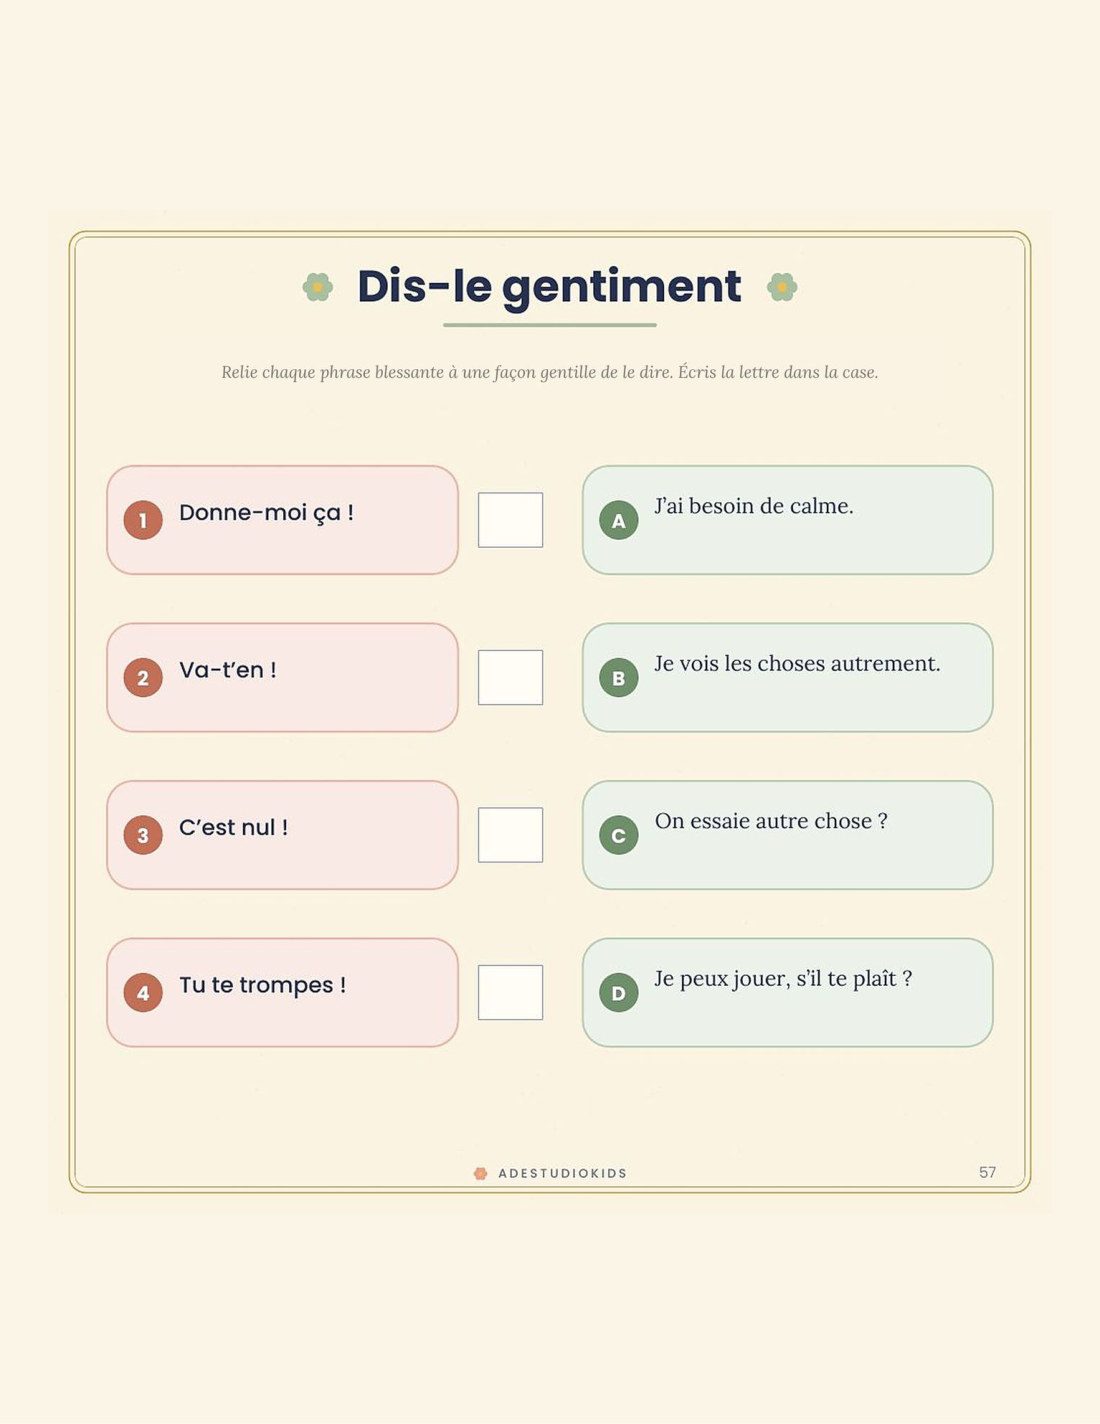 Dis-le gentiment
Relie chaque phrase blessante à une façon gentille de le dire. Écris la lettre dans la case.
1 Donne-moi ça !
A J’ai besoin de calme.
2 Va-t’en !
B Je vois les choses autrement.
3 C’est nul !
C On essaie autre chose ?
4 Tu te trompes !
D Je peux jouer, s’il te plaît ?
ADESTUDIOKIDS
57